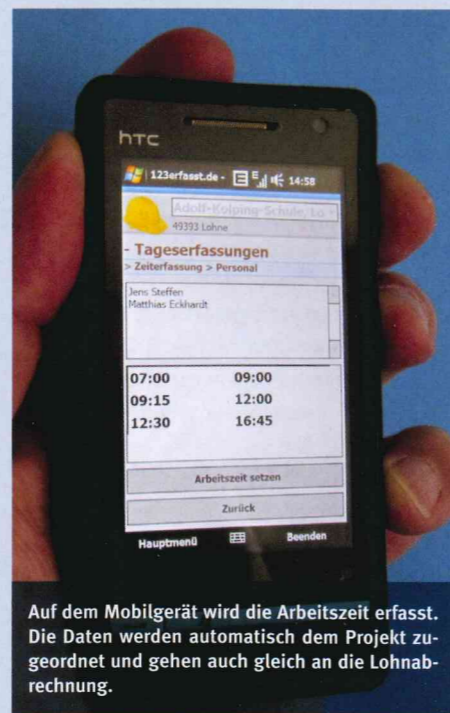 hTC
123erfasst.de - E E 14:58
Adolf-Kolping-Schule, Lo
49393 Lohne
- Tageserfassungen
> Zeiterfassung > Personal
Jens Steffen
Matthias Eckhardt
07:00 09:00
09:15 12:00
12:30 16:45
Arbeitszeit setzen
Zurück
Hauptmenü Beenden
Auf dem Mobilgerät wird die Arbeitszeit erfasst.
Die Daten werden automatisch dem Projekt zu-
geordnet und gehen auch gleich an die Lohnab-
rechnung.